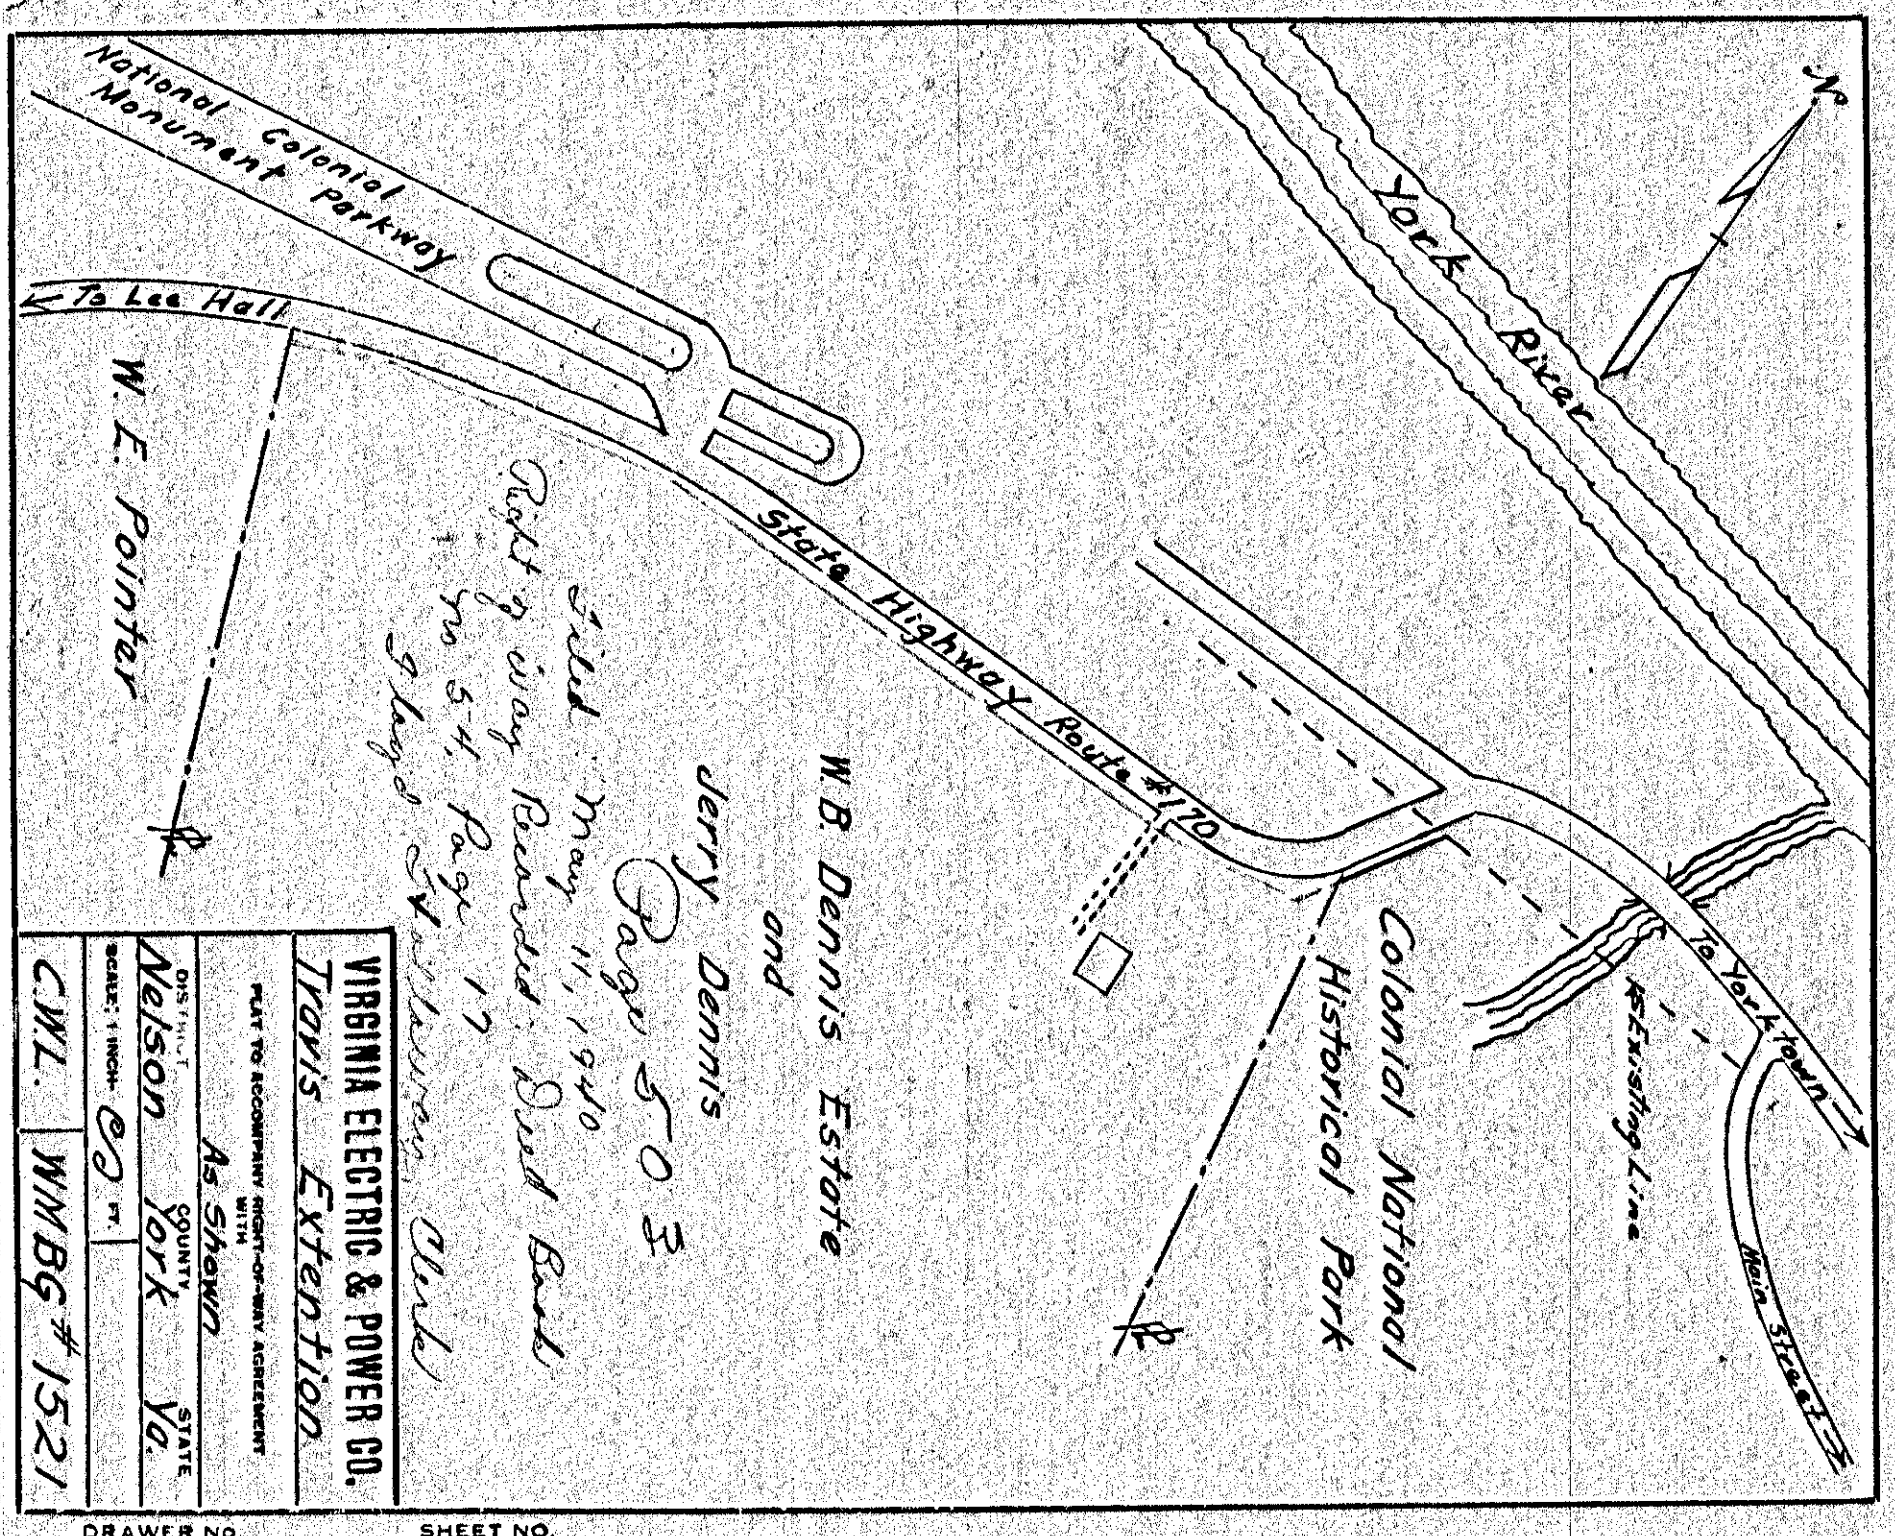 N
York River
National Colonial
Monument Parkway
To Lee Hall
W. E. Pointer
State Highway Route #170
To Yorktown
Main Street
Existing Line
Colonial National
Historical Park
W.B. Dennis Estate
and
Jerry Dennis
Page 503
Filed May 11, 1940
Right of way Recorded Deed Book
No 54, Page 17
Floyd Holloway, Clerk
VIRGINIA ELECTRIC & POWER CO.
Travis Extention
PLAT TO ACCOMPANY RIGHT-OF-WAY AGREEMENT
WITH
As Shown
DISTRICT COUNTY STATE
Nelson York Va.
SCALE: 1 INCH= FT.
C.W.L. WMBG # 1521
DRAWER NO. SHEET NO.